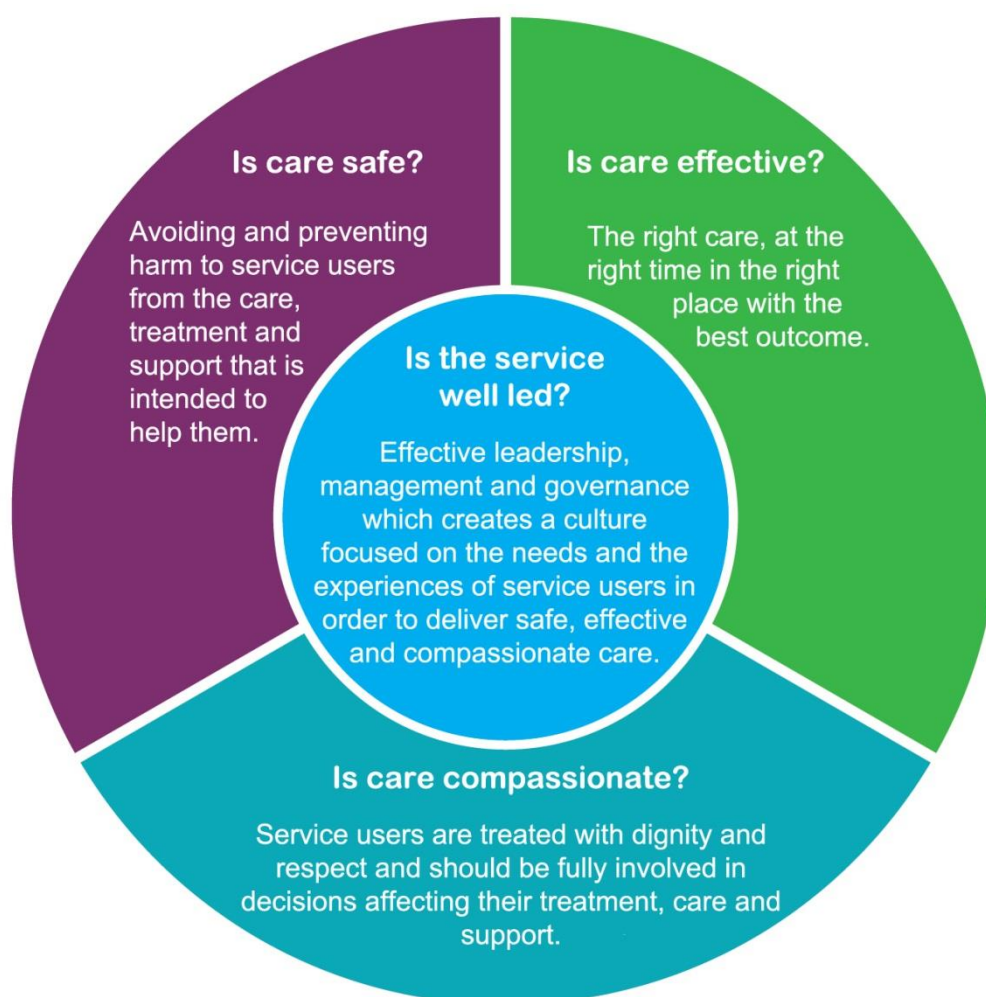 Is care safe?
Avoiding and preventing
harm to service users
from the care,
treatment and
support that is
intended to
help them.
Is care effective?
The right care, at the
right time in the right
place with the
best outcome.
Is the service
well led?
Effective leadership,
management and governance
which creates a culture
focused on the needs and the
experiences of service users in
order to deliver safe, effective
and compassionate care.
Is care compassionate?
Service users are treated with dignity and
respect and should be fully involved in
decisions affecting their treatment, care and
support.